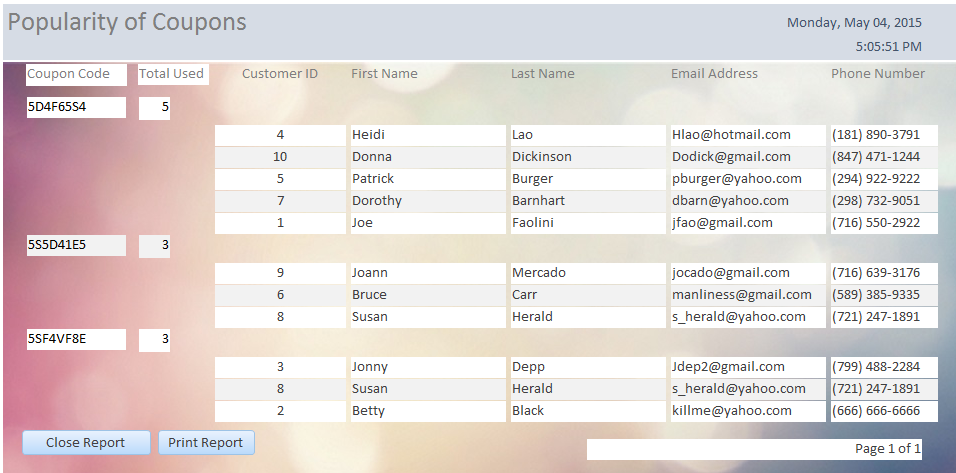 Popularity of Coupons
Monday, May 04, 2015
5:05:51 PM
Coupon Code Total Used Customer ID First Name Last Name Email Address Phone Number
5D4F65S4 5
4 Heidi Lao Hlao@hotmail.com (181) 890-3791
10 Donna Dickinson Dodick@gmail.com (847) 471-1244
5 Patrick Burger pburger@yahoo.com (294) 922-9222
7 Dorothy Barnhart dbarn@yahoo.com (298) 732-9051
1 Joe Faolini jfao@gmail.com (716) 550-2922
5S5D41E5 3
9 Joann Mercado jocado@gmail.com (716) 639-3176
6 Bruce Carr manliness@gmail.com (589) 385-9335
8 Susan Herald s_herald@yahoo.com (721) 247-1891
5SF4VF8E 3
3 Jonny Depp Jdep2@gmail.com (799) 488-2284
8 Susan Herald s_herald@yahoo.com (721) 247-1891
2 Betty Black killme@yahoo.com (666) 666-6666
Close Report Print Report Page 1 of 1